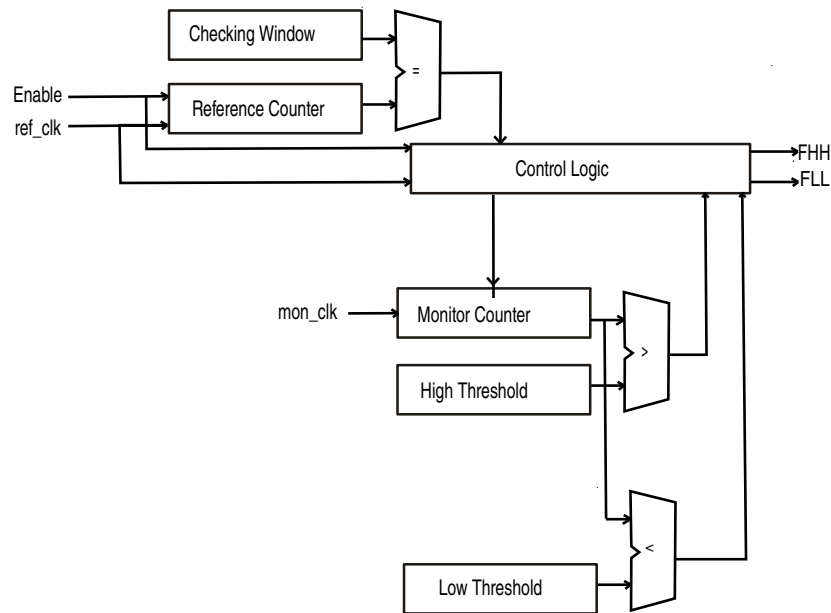 Checking Window
=
Enable
Reference Counter
ref_clk
FHH
Control Logic
FLL
mon_clk
Monitor Counter
>
High Threshold
<
Low Threshold